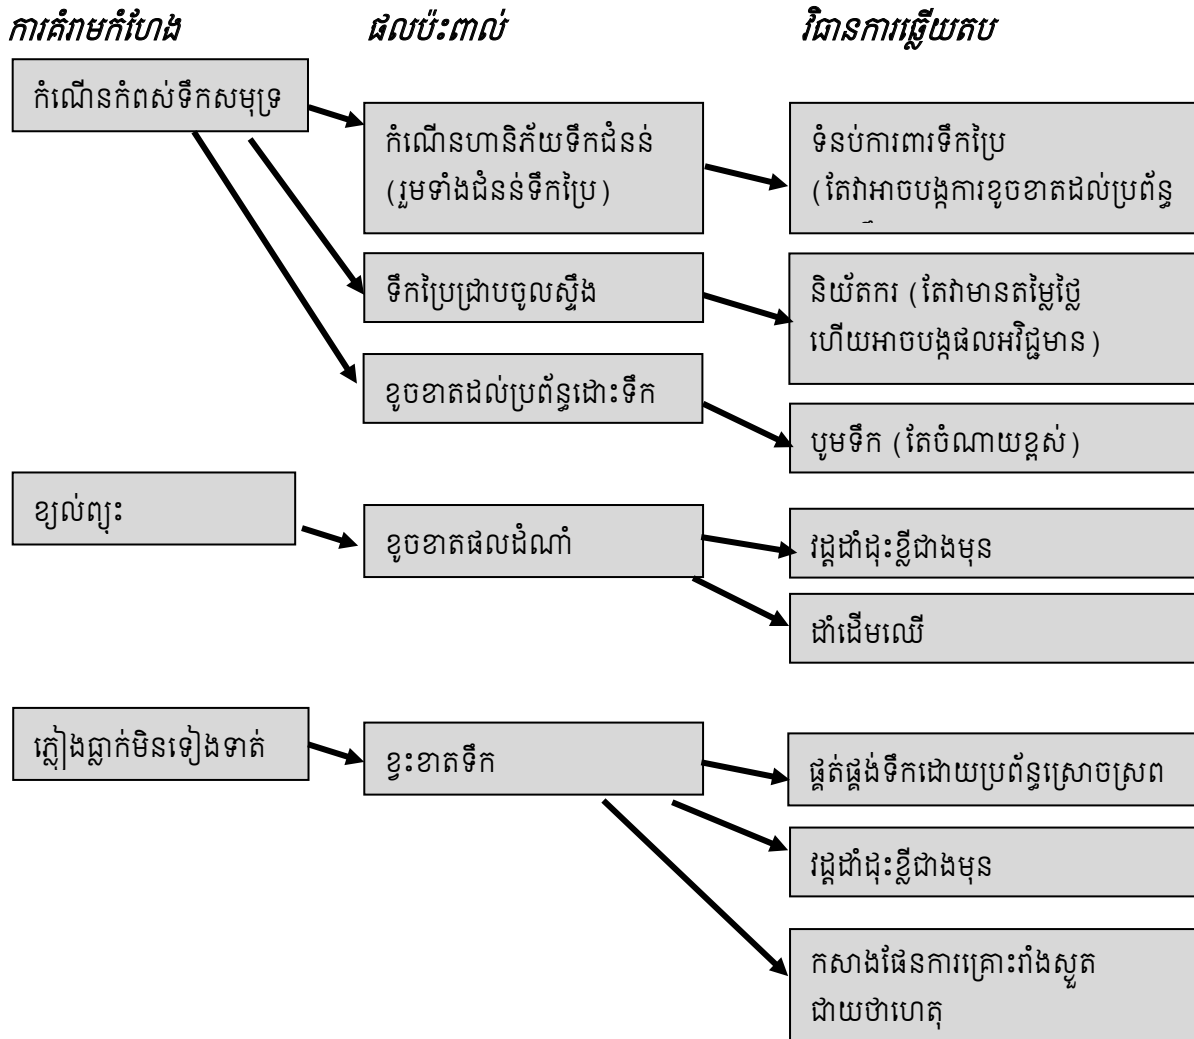 ការគំរាមកំហែង ផលប៉ះពាល់ វិធានការឆ្លើយតប
កំណើនកំពស់ទឹកសមុទ្រ
កំណើនហានិភ័យទឹកជំនន់
(រួមទាំងជំនន់ទឹកប្រៃ)
ទំនប់ការពារទឹកប្រៃ
(តែវាអាចបង្កការខូចខាតដល់ប្រព័ន្ធ
ទឹកប្រៃជ្រាបចូលស្ទឹង
និយ័តករ (តែវាមានតម្លៃថ្លៃ
ហើយអាចបង្កផលអវិជ្ជមាន)
ខូចខាតដល់ប្រព័ន្ធដោះទឹក
បូមទឹក (តែចំណាយខ្ពស់)
ខ្យល់ព្យុះ
ខូចខាតផលដំណាំ
វដ្ដដាំដុះខ្លីជាងមុន
ដាំដើមឈើ
ភ្លៀងធ្លាក់មិនទៀងទាត់
ខ្វះខាតទឹក
ផ្គត់ផ្គង់ទឹកដោយប្រព័ន្ធស្រោចស្រព
វដ្ដដាំដុះខ្លីជាងមុន
កសាងផែនការគ្រោះរាំងស្ងួត
ជាយថាហេតុ